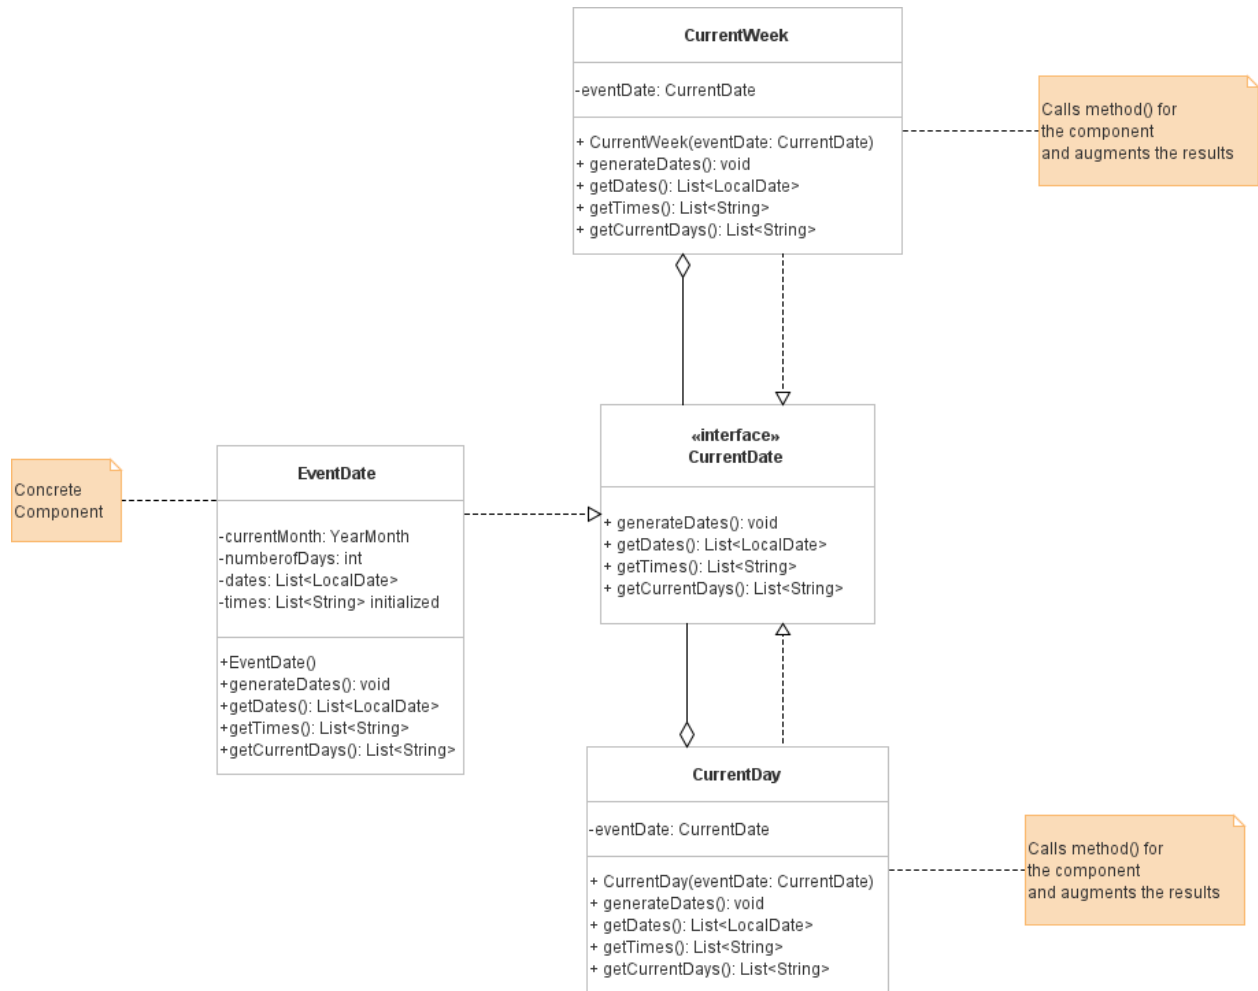 CurrentWeek
-eventDate: CurrentDate
+ CurrentWeek(eventDate: CurrentDate)
+ generateDates(): void
+ getDates(): List<LocalDate>
+ getTimes(): List<String>
+ getCurrentDays(): List<String>
Calls method() for
the component
and augments the results
Concrete
Component
EventDate
-currentMonth: YearMonth
-numberofDays: int
-dates: List<LocalDate>
-times: List<String> initialized
+EventDate()
+generateDates(): void
+getDates(): List<LocalDate>
+getTimes(): List<String>
+getCurrentDays(): List<String>
«interface»
CurrentDate
+ generateDates(): void
+ getDates(): List<LocalDate>
+ getTimes(): List<String>
+ getCurrentDays(): List<String>
CurrentDay
-eventDate: CurrentDate
+ CurrentDay(eventDate: CurrentDate)
+ generateDates(): void
+ getDates(): List<LocalDate>
+ getTimes(): List<String>
+ getCurrentDays(): List<String>
Calls method() for
the component
and augments the results